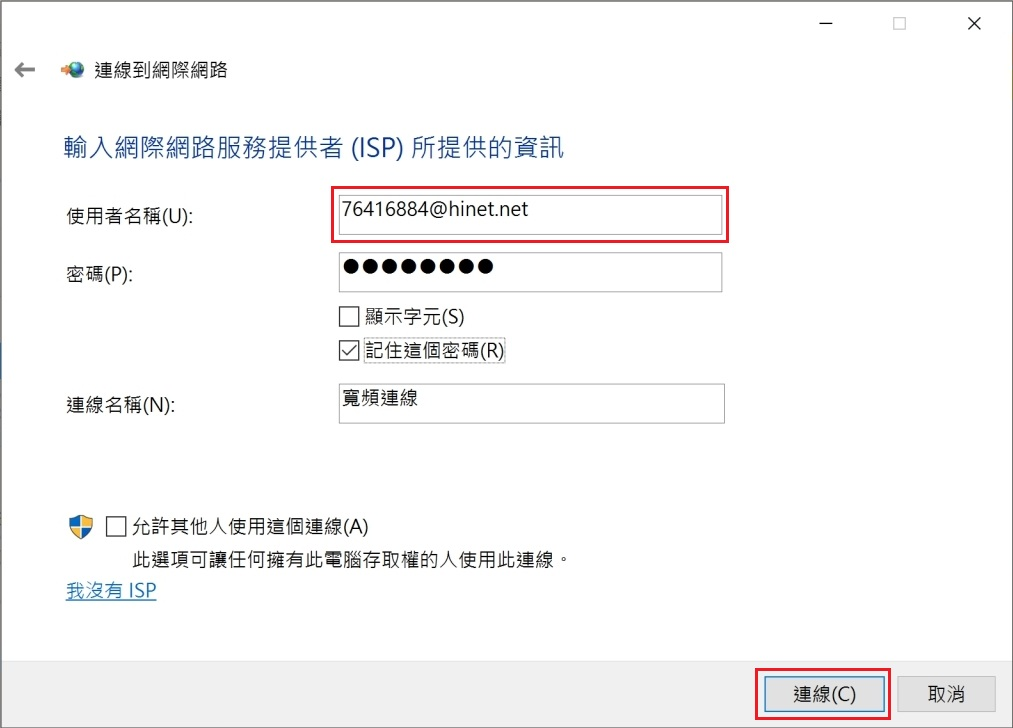 連線到網際網路
輸入網際網路服務提供者 (ISP) 所提供的資訊
使用者名稱(U):
76416884@hinet.net
密碼(P):
●●●●●●●●
顯示字元(S)
記住這個密碼(R)
連線名稱(N):
寬頻連線
允許其他人使用這個連線(A)
此選項可讓任何擁有此電腦存取權的人使用此連線。
我沒有 ISP
連線(C)
取消